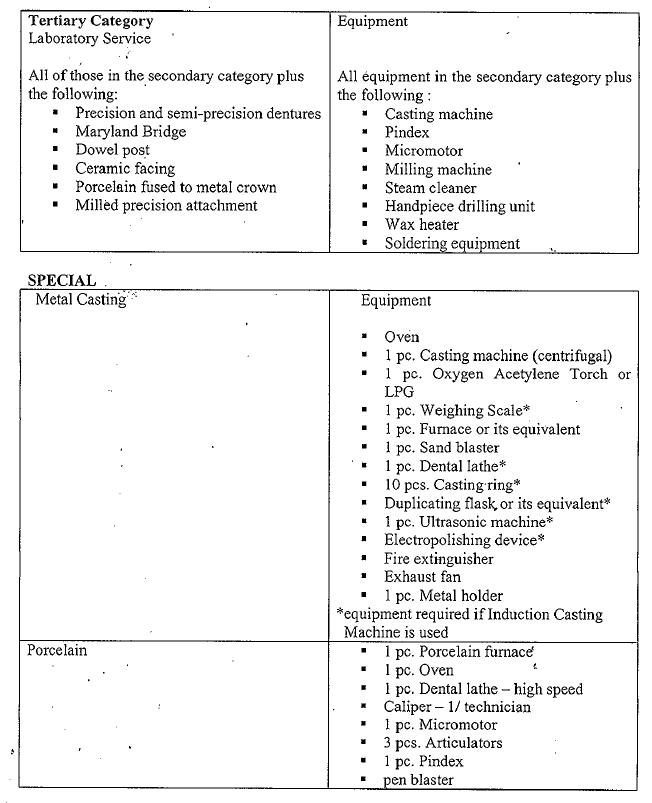 Tertiary Category
Laboratory Service
All of those in the secondary category plus
the following:
▪ Precision and semi-precision dentures
▪ Maryland Bridge
▪ Dowel post
▪ Ceramic facing
▪ Porcelain fused to metal crown
▪ Milled precision attachment
Equipment
All equipment in the secondary category plus
the following :
▪ Casting machine
▪ Pindex
▪ Micromotor
▪ Milling machine
▪ Steam cleaner
▪ Handpiece drilling unit
▪ Wax heater
▪ Soldering equipment
SPECIAL
Metal Casting
Equipment
▪ Oven
▪ 1 pc. Casting machine (centrifugal)
▪ 1 pc. Oxygen Acetylene Torch or
LPG
▪ 1 pc. Weighing Scale*
▪ 1 pc. Furnace or its equivalent
▪ 1 pc. Sand blaster
▪ 1 pc. Dental lathe*
▪ 10 pcs. Casting ring*
▪ Duplicating flask or its equivalent*
▪ 1 pc. Ultrasonic machine*
▪ Electropolishing device*
▪ Fire extinguisher
▪ Exhaust fan
▪ 1 pc. Metal holder
*equipment required if Induction Casting
Machine is used
Porcelain
▪ 1 pc. Porcelain furnace
▪ 1 pc. Oven
▪ 1 pc. Dental lathe – high speed
▪ Caliper – 1/ technician
▪ 1 pc. Micromotor
▪ 3 pcs. Articulators
▪ 1 pc. Pindex
▪ pen blaster